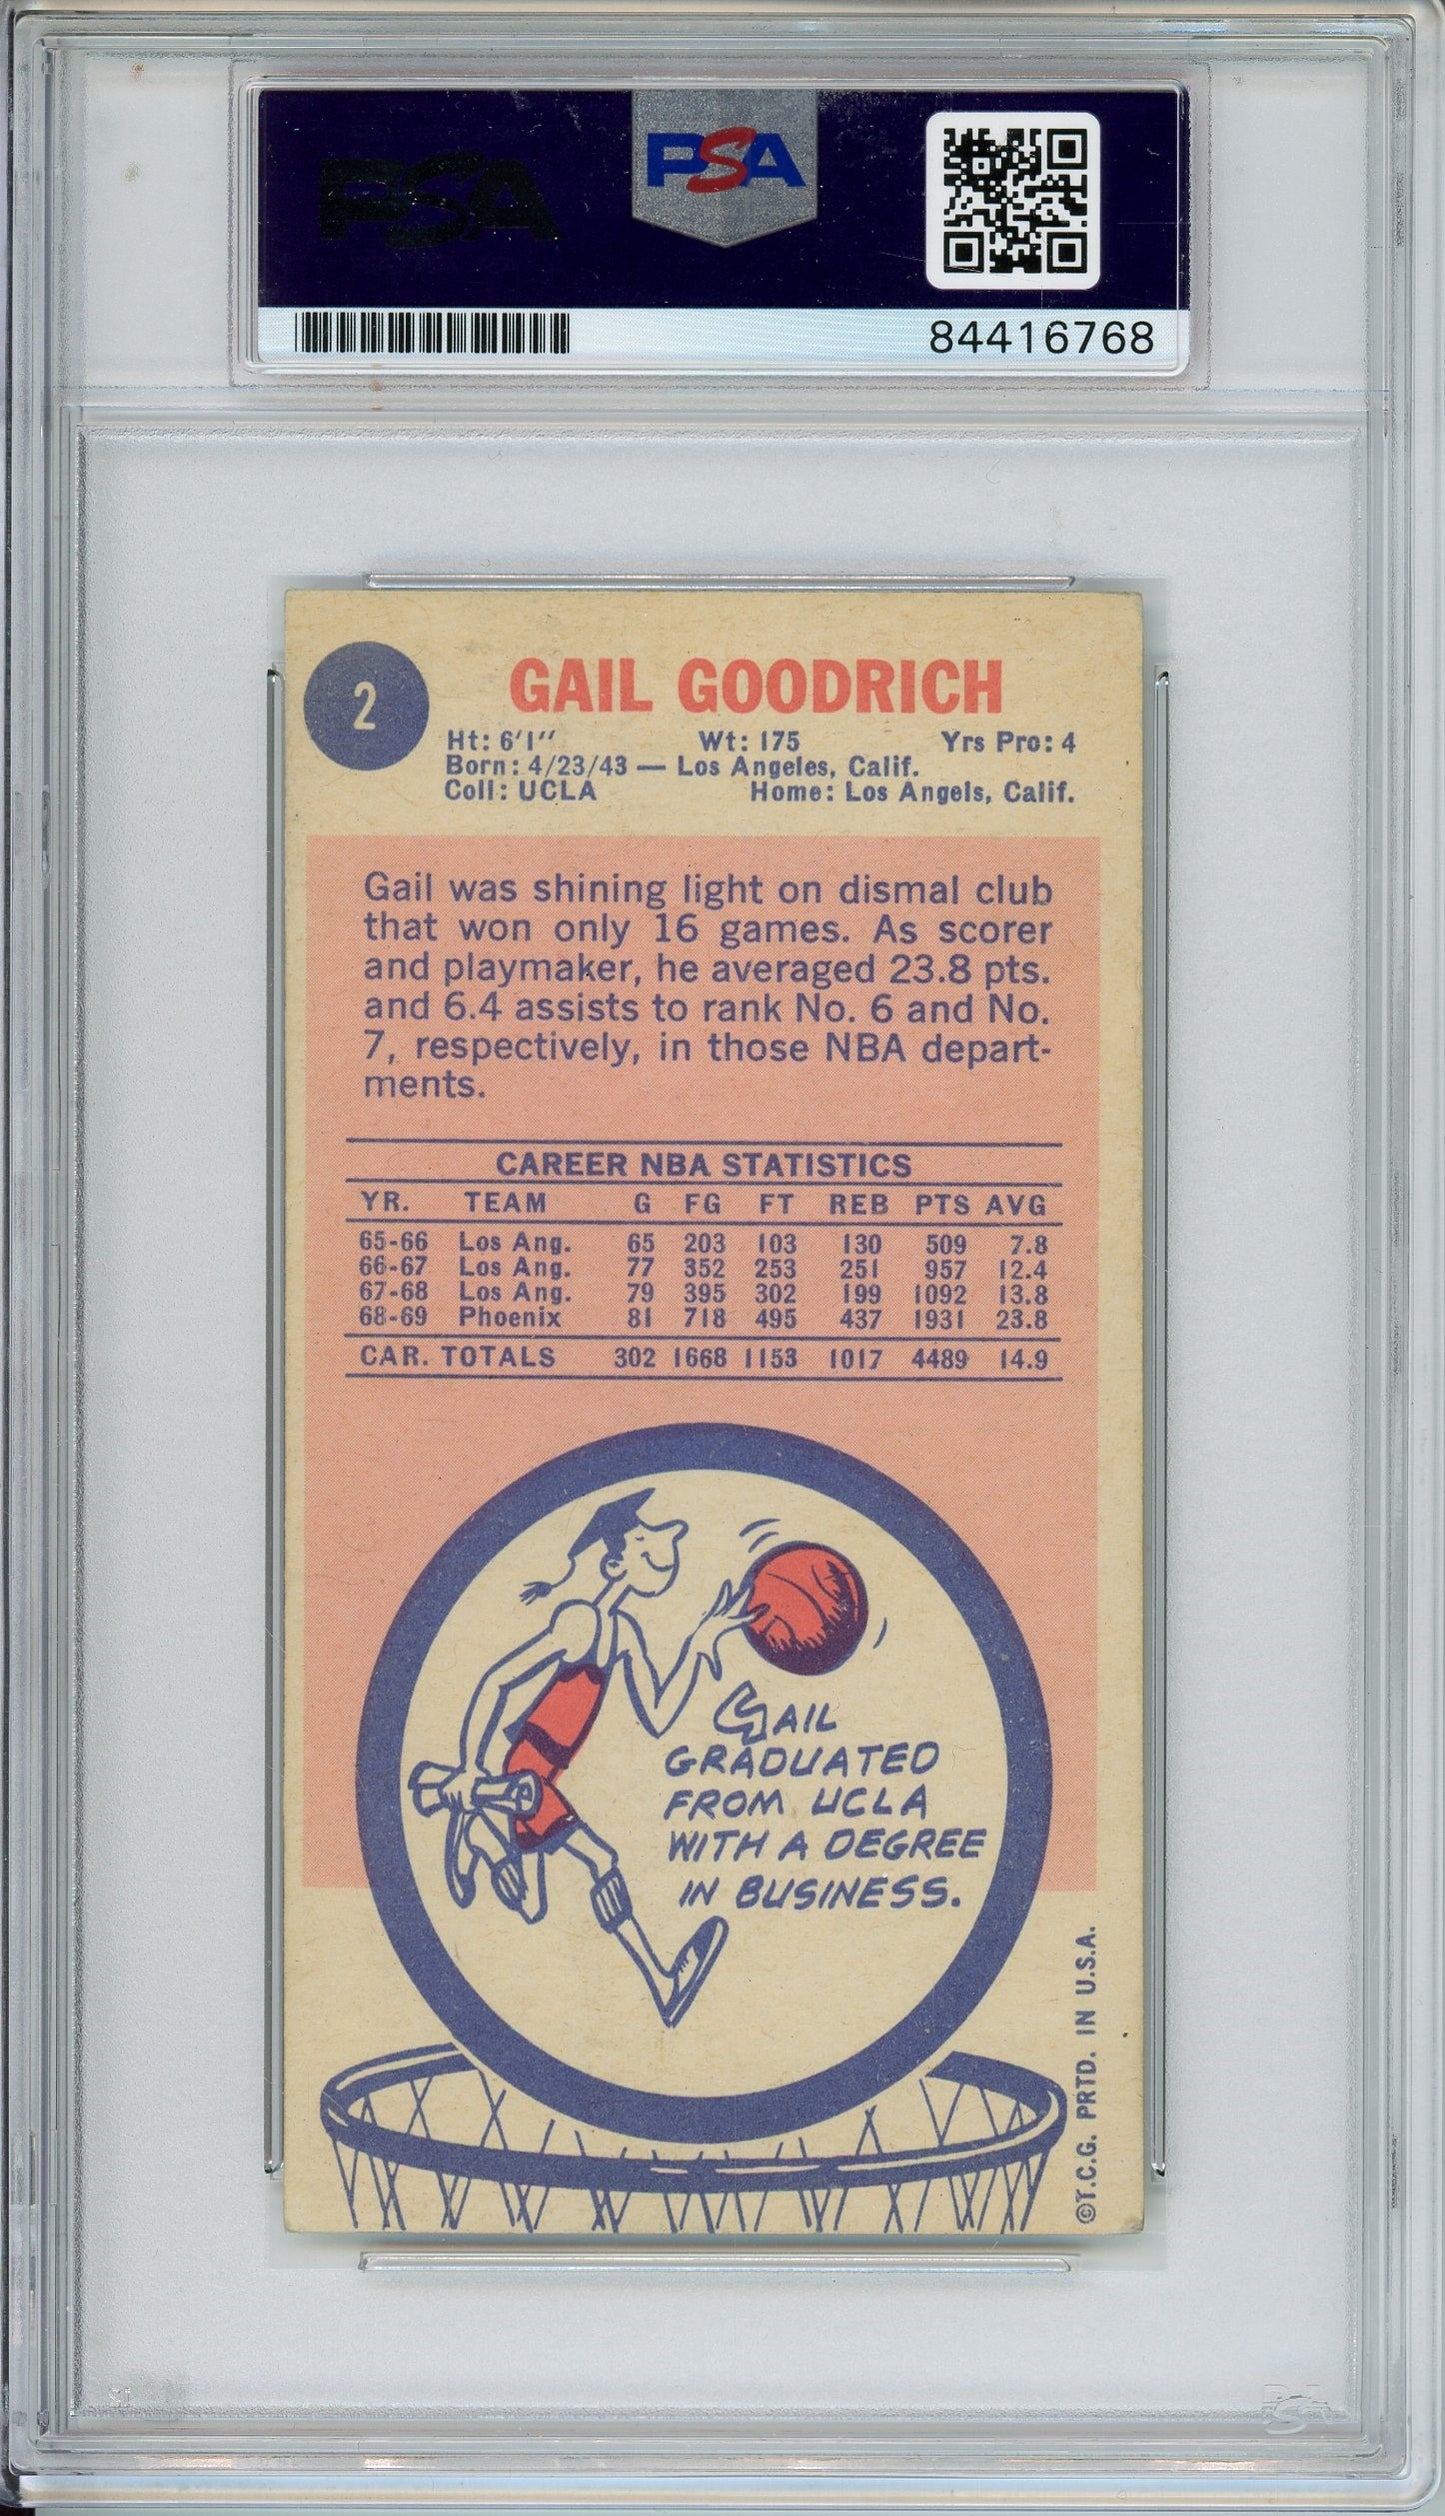 PSA
PSA
84416768
2
GAIL GOODRICH
Ht: 6'1" Wt: 175 Yrs Pro: 4
Born: 4/23/43 — Los Angeles, Calif.
Coll: UCLA Home: Los Angels, Calif.
Gail was shining light on dismal club
that won only 16 games. As scorer
and playmaker, he averaged 23.8 pts.
and 6.4 assists to rank No. 6 and No.
7, respectively, in those NBA depart-
ments.
CAREER NBA STATISTICS
YR. TEAM G FG FT REB PTS AVG
65-66 Los Ang. 65 203 103 130 509 7.8
66-67 Los Ang. 77 352 253 251 957 12.4
67-68 Los Ang. 79 395 302 199 1092 13.8
68-69 Phoenix 81 718 495 437 1931 23.8
CAR. TOTALS 302 1668 1153 1017 4489 14.9
GAIL
GRADUATED
FROM UCLA
WITH A DEGREE
IN BUSINESS.
©T.C.G. PRTD. IN U.S.A.
PSA